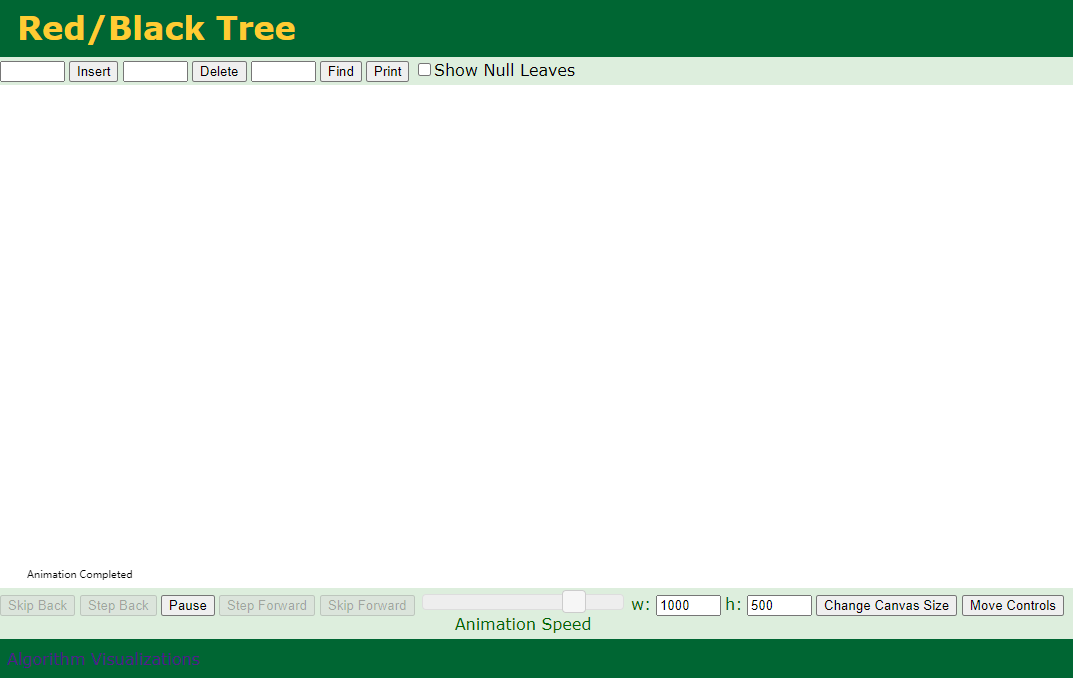 Red/Black Tree
Insert Delete Find Print Show Null Leaves
Animation Completed
Skip Back Step Back Pause Step Forward Skip Forward w: 1000 h: 500 Change Canvas Size Move Controls
Animation Speed
Algorithm Visualizations